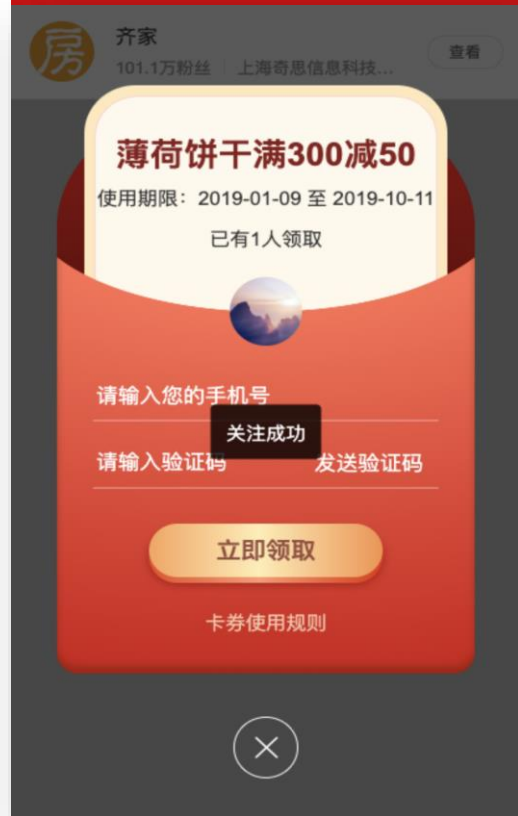 房
齐家
101.1万粉丝 | 上海奇思信息科技...
查看
薄荷饼干满300减50
使用期限：2019-01-09 至 2019-10-11
已有1人领取
请输入您的手机号
关注成功
请输入验证码
发送验证码
立即领取
卡券使用规则